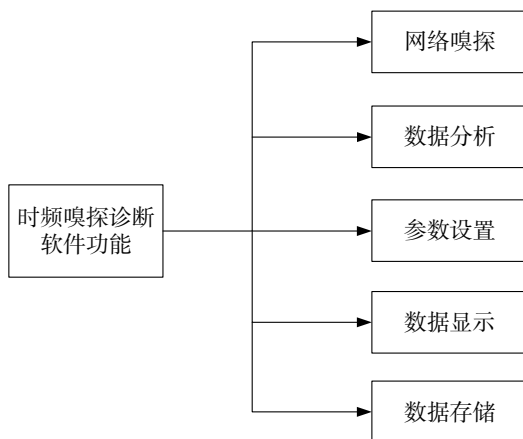 网络嗅探
数据分析
时频嗅探诊断
软件功能
参数设置
数据显示
数据存储